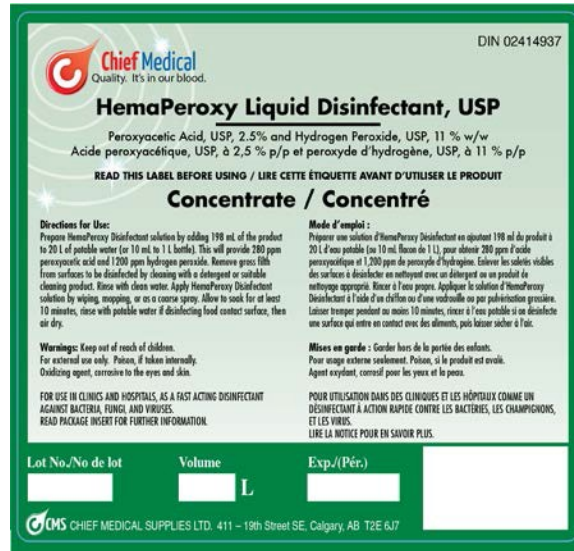 DIN 02414937
Chief Medical
Quality. It's in our blood.
HemaPeroxy Liquid Disinfectant, USP
Peroxyacetic Acid, USP, 2.5% and Hydrogen Peroxide, USP, 11 % w/w
Acide peroxyacétique, USP, à 2,5 % p/p et peroxyde d'hydrogène, USP, à 11 % p/p
READ THIS LABEL BEFORE USING / LIRE CETTE ÉTIQUETTE AVANT D'UTILISER LE PRODUIT
Concentrate / Concentré
Directions for Use:
Prepare HemaPeroxy Disinfectant solution by adding 198 mL of the product
to 20 L of potable water (or 10 mL to 1 L bottle). This will provide 280 ppm
peroxyacetic acid and 1200 ppm hydrogen peroxide. Remove gross filth
from surfaces to be disinfected by cleaning with a detergent or suitable
cleaning product. Rinse with clean water. Apply HemaPeroxy Disinfectant
solution by wiping, mopping, or as a coarse spray. Allow to soak for at least
10 minutes, rinse with potable water if disinfecting food contact surface, then
air dry.
Warnings: Keep out of reach of children.
For external use only. Poison, if taken internally.
Oxidizing agent, corrosive to the eyes and skin.
FOR USE IN CLINICS AND HOSPITALS, AS A FAST ACTING DISINFECTANT
AGAINST BACTERIA, FUNGI, AND VIRUSES.
READ PACKAGE INSERT FOR FURTHER INFORMATION.
Mode d'emploi :
Préparer une solution d'HemaPeroxy Désinfectant en ajoutant 198 ml du produit à
20 L d'eau potable (ou 10 mL flacon de 1 L), pour obtenir 280 ppm d'acide
peroxyacétique et 1,200 ppm de peroxyde d'hydrogène. Enlever les saletés visibles
des surfaces à désinfecter en nettoyant avec un détergent ou un produit de
nettoyage approprié. Rincer à l'eau propre. Appliquer le solution d'HemaPeroxy
Désinfectant à l'aide d'un chiffon ou d'une vadrouille ou par pulvérisation grossière.
Laisser tremper pendant au moins 10 minutes, rincer à l'eau potable si on désinfecte
une surface qui entre en contact avec des aliments, puis laisser sécher à l'air.
Mises en garde : Garder hors de la portée des enfants.
Pour usage externe seulement. Poison, si le produit est avalé.
Agent oxydant, corrosif pour les yeux et la peau.
POUR UTILISATION DANS DES CLINIQUES ET LES HÔPITAUX COMME UN
DÉSINFECTANT À ACTION RAPIDE CONTRE LES BACTÉRIES, LES CHAMPIGNONS,
ET LES VIRUS.
LIRE LA NOTICE POUR EN SAVOIR PLUS.
Lot No./No de lot
Volume
L
Exp./(Pér.)
CMS CHIEF MEDICAL SUPPLIES LTD. 411 – 19th Street SE, Calgary, AB T2E 6J7